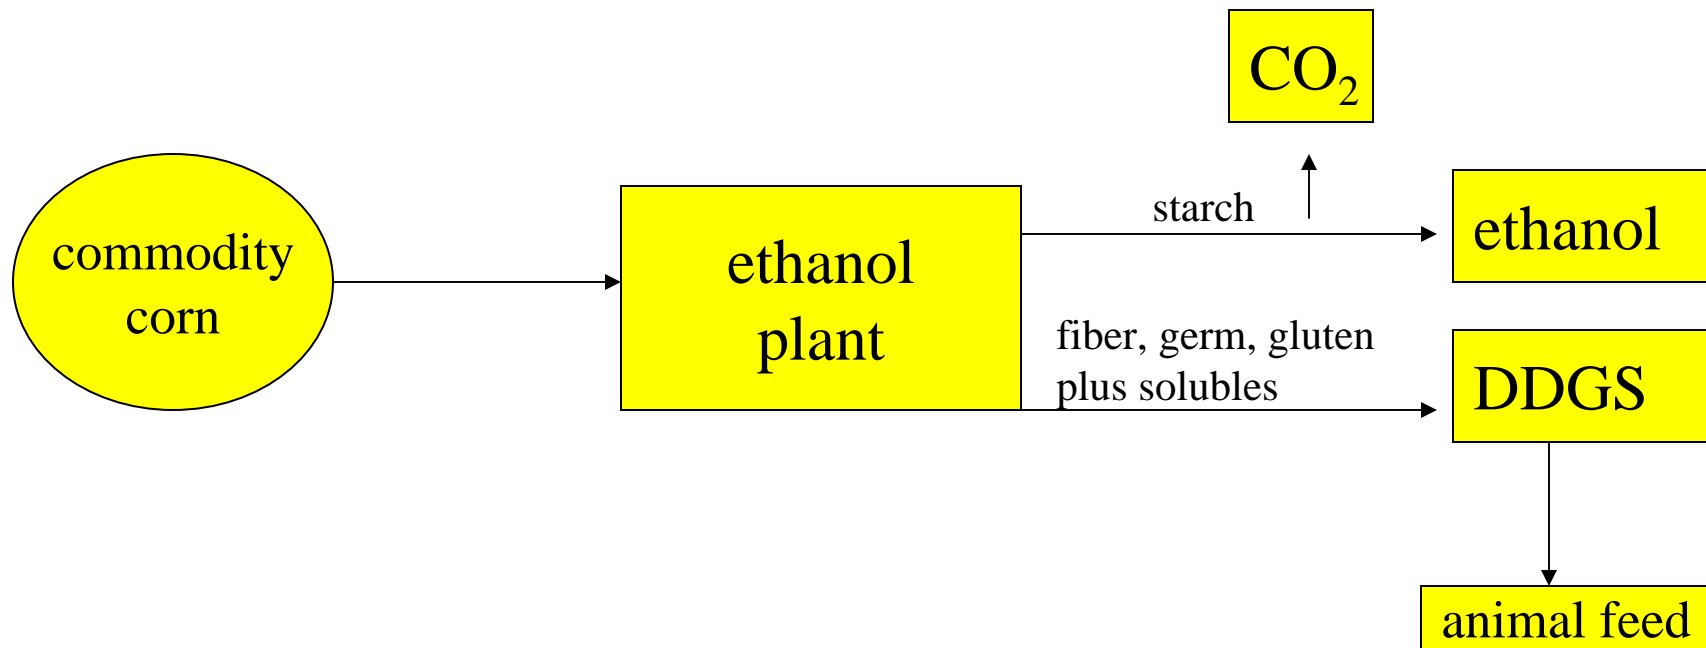 CO₂
commodity
corn
ethanol
plant
starch
ethanol
fiber, germ, gluten
plus solubles
DDGS
animal feed